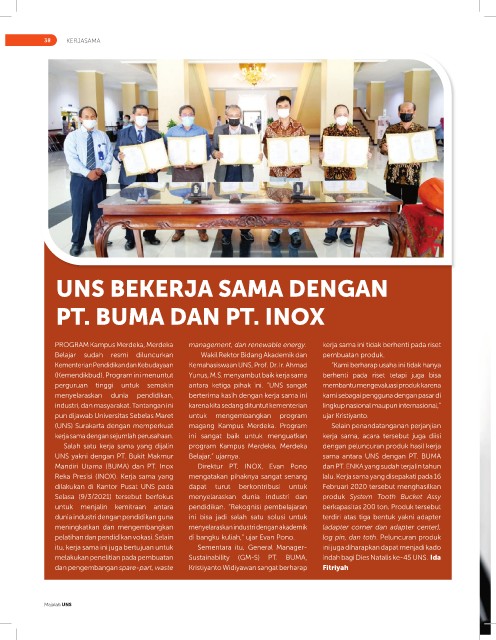 38 KERJASAMA
UNS BEKERJA SAMA DENGAN
PT. BUMA DAN PT. INOX
PROGRAM Kampus Merdeka, Merdeka
Belajar sudah resmi diluncurkan
Kementerian Pendidikan dan Kebudayaan
(Kemendikbud). Program ini menuntut
perguruan tinggi untuk semakin
menyelaraskan dunia pendidikan,
industri, dan masyarakat. Tantangan ini
pun dijawab Universitas Sebelas Maret
(UNS) Surakarta dengan memperkuat
kerja sama dengan sejumlah perusahaan.
Salah satu kerja sama yang dijalin
UNS yakni dengan PT. Bukit Makmur
Mandiri Utama (BUMA) dan PT. Inox
Reka Presisi (INOX). Kerja sama yang
dilakukan di Kantor Pusat UNS pada
Selasa (9/3/2021) tersebut berfokus
untuk menjalin kemitraan antara
dunia industri dengan pendidikan guna
meningkatkan dan mengembangkan
pelatihan dan pendidikan vokasi. Selain
itu, kerja sama ini juga bertujuan untuk
melakukan penelitian pada pembuatan
dan pengembangan spare-part, waste
management, dan renewable energy.
Wakil Rektor Bidang Akademik dan
Kemahasiswaan UNS, Prof. Dr. Ir. Ahmad
Yunus, M.S. menyambut baik kerja sama
antara ketiga pihak ini. "UNS sangat
berterima kasih dengan kerja sama ini
karena kita sedang dituntut kementerian
untuk mengembangkan program
magang Kampus Merdeka. Program
ini sangat baik untuk menguatkan
program Kampus Merdeka, Merdeka
Belajar," ujarnya.
Direktur PT. INOX, Evan Pono
mengatakan pihaknya sangat senang
dapat turut berkontribusi untuk
menyelaraskan dunia industri dan
pendidikan. "Rekognisi pembelajaran
ini bisa jadi salah satu solusi untuk
menyelaraskan industri dengan akademik
di bangku kuliah," ujar Evan Pono.
Sementara itu, General Manager-
Sustainability (GM-S) PT. BUMA,
Kristiyanto Widiyawan sangat berharap
kerja sama ini tidak berhenti pada riset
pembuatan produk.
"Kami berharap usaha ini tidak hanya
berhenti pada riset tetapi juga bisa
membantu mengevaluasi produk karena
kami sebagai pengguna dengan pasar di
lingkup nasional maupun internasional,"
ujar Kristiyanto.
Selain penandatanganan perjanjian
kerja sama, acara tersebut juga diisi
dengan peluncuran produk hasil kerja
sama antara UNS dengan PT. BUMA
dan PT. INKA yang sudah terjalin tahun
lalu. Kerja sama yang disepakati pada 16
Februari 2020 tersebut menghasilkan
produk System Tooth Bucket Assy
berkapasitas 200 ton. Produk tersebut
terdiri atas tiga bentuk yakni adapter
(adapter corner dan adapter center),
log pin, dan toth. Peluncuran produk
ini juga diharapkan dapat menjadi kado
indah bagi Dies Natalis ke-45 UNS. Ida
Fitriyah
Majalah UNS